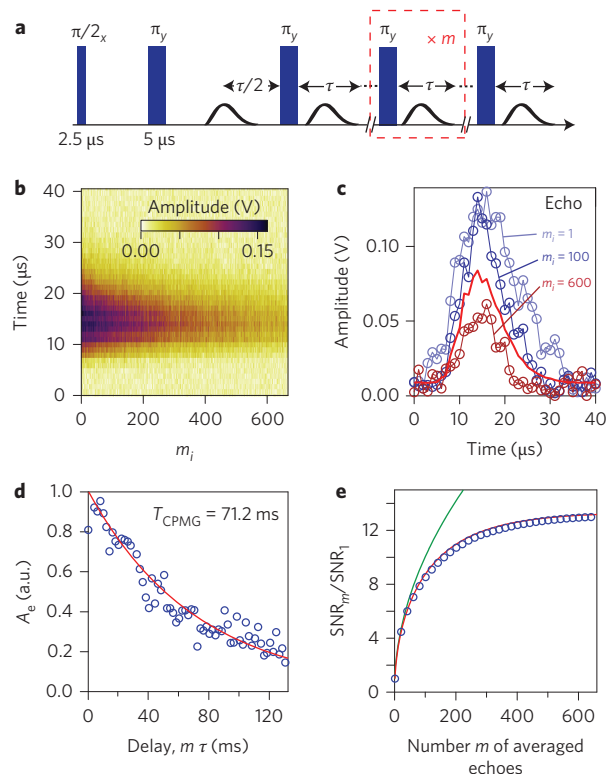 a
π/2x πy πy πy × m πy
τ/2 τ τ τ
2.5 μs 5 μs
b
Time (μs)
40
30
20
10
0
Amplitude (V)
0.00 0.15
0 200 400 600
mi
c
Amplitude (V)
0.10
0.05
0.00
Echo
mi = 1
mi = 100
mi = 600
0 10 20 30 40
Time (μs)
d
Ae (a.u.)
1.0
0.8
0.6
0.4
0.2
0.0
TCPMG = 71.2 ms
0 40 80 120
Delay, m τ (ms)
e
SNRm/SNR1
12
8
4
0
0 200 400 600
Number m of averaged
echoes